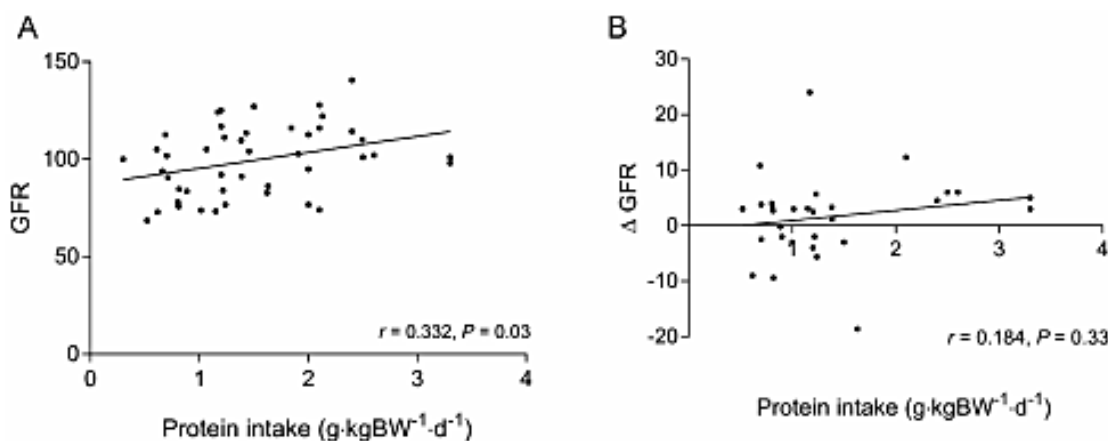 A
150
100
50
0
GFR
0 1 2 3 4
r = 0.332, P = 0.03
Protein intake (g·kgBW⁻¹·d⁻¹)
B
30
20
10
0
-10
-20
Δ GFR
1 2 3 4
r = 0.184, P = 0.33
Protein intake (g·kgBW⁻¹·d⁻¹)